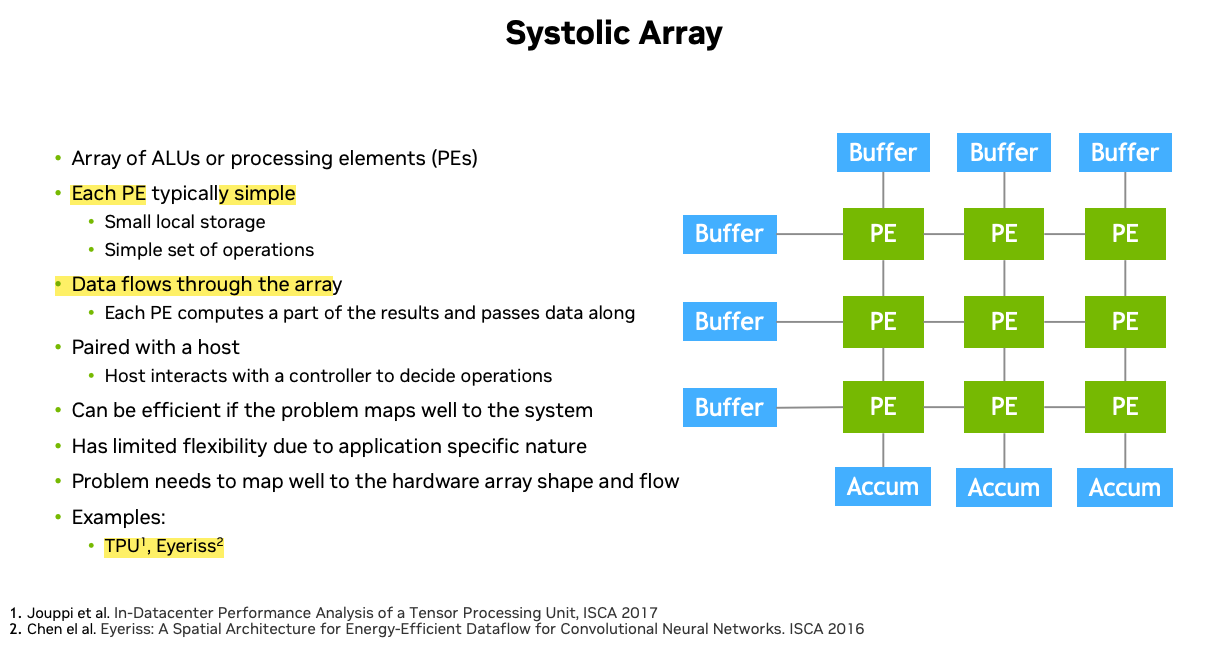 Systolic Array
• Array of ALUs or processing elements (PEs)
• Each PE typically simple
• Small local storage
• Simple set of operations
• Data flows through the array
• Each PE computes a part of the results and passes data along
• Paired with a host
• Host interacts with a controller to decide operations
• Can be efficient if the problem maps well to the system
• Has limited flexibility due to application specific nature
• Problem needs to map well to the hardware array shape and flow
• Examples:
• TPU¹, Eyeriss²
Buffer Buffer Buffer
Buffer PE PE PE
Buffer PE PE PE
Buffer PE PE PE
Accum Accum Accum
1. Jouppi et al. In-Datacenter Performance Analysis of a Tensor Processing Unit, ISCA 2017
2. Chen el al. Eyeriss: A Spatial Architecture for Energy-Efficient Dataflow for Convolutional Neural Networks. ISCA 2016